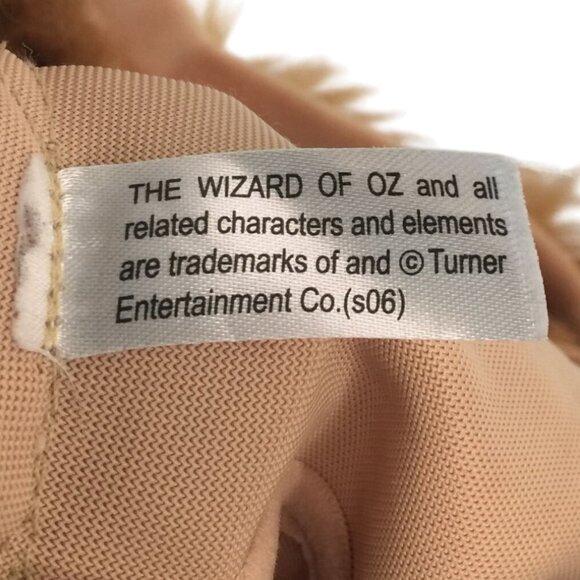 THE WIZARD OF OZ and all
related characters and elements
are trademarks of and © Turner
Entertainment Co.(s06)